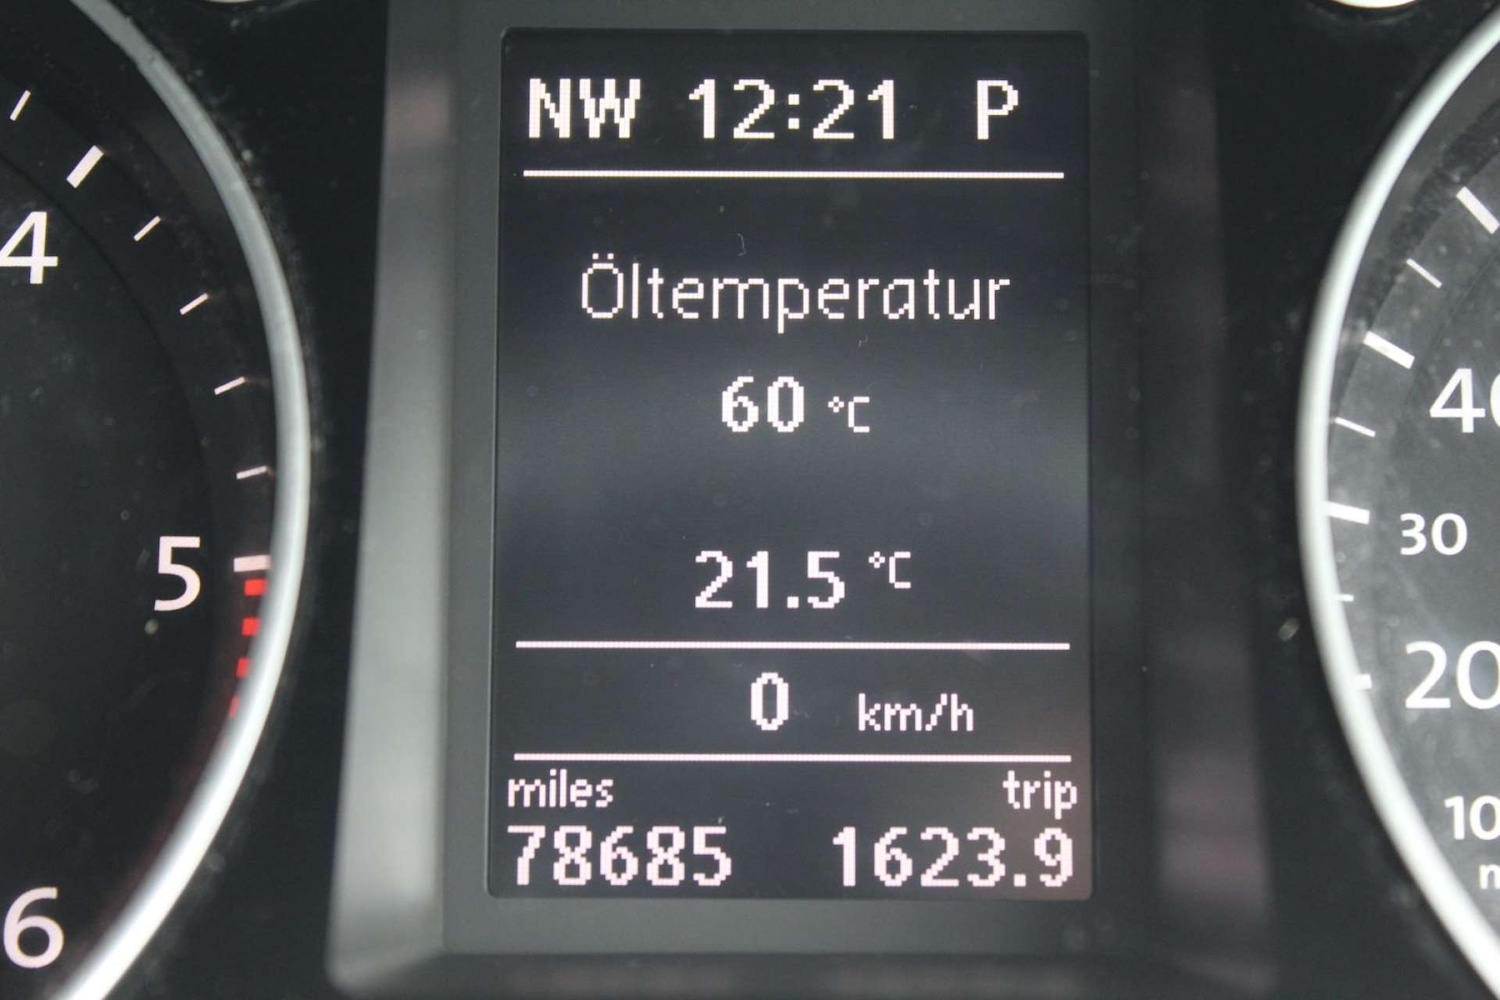 NW 12:21 P
Öltemperatur
60 °C
21.5 °C
0 km/h
miles trip
78685 1623.9
4
5
6
40
30
20
10